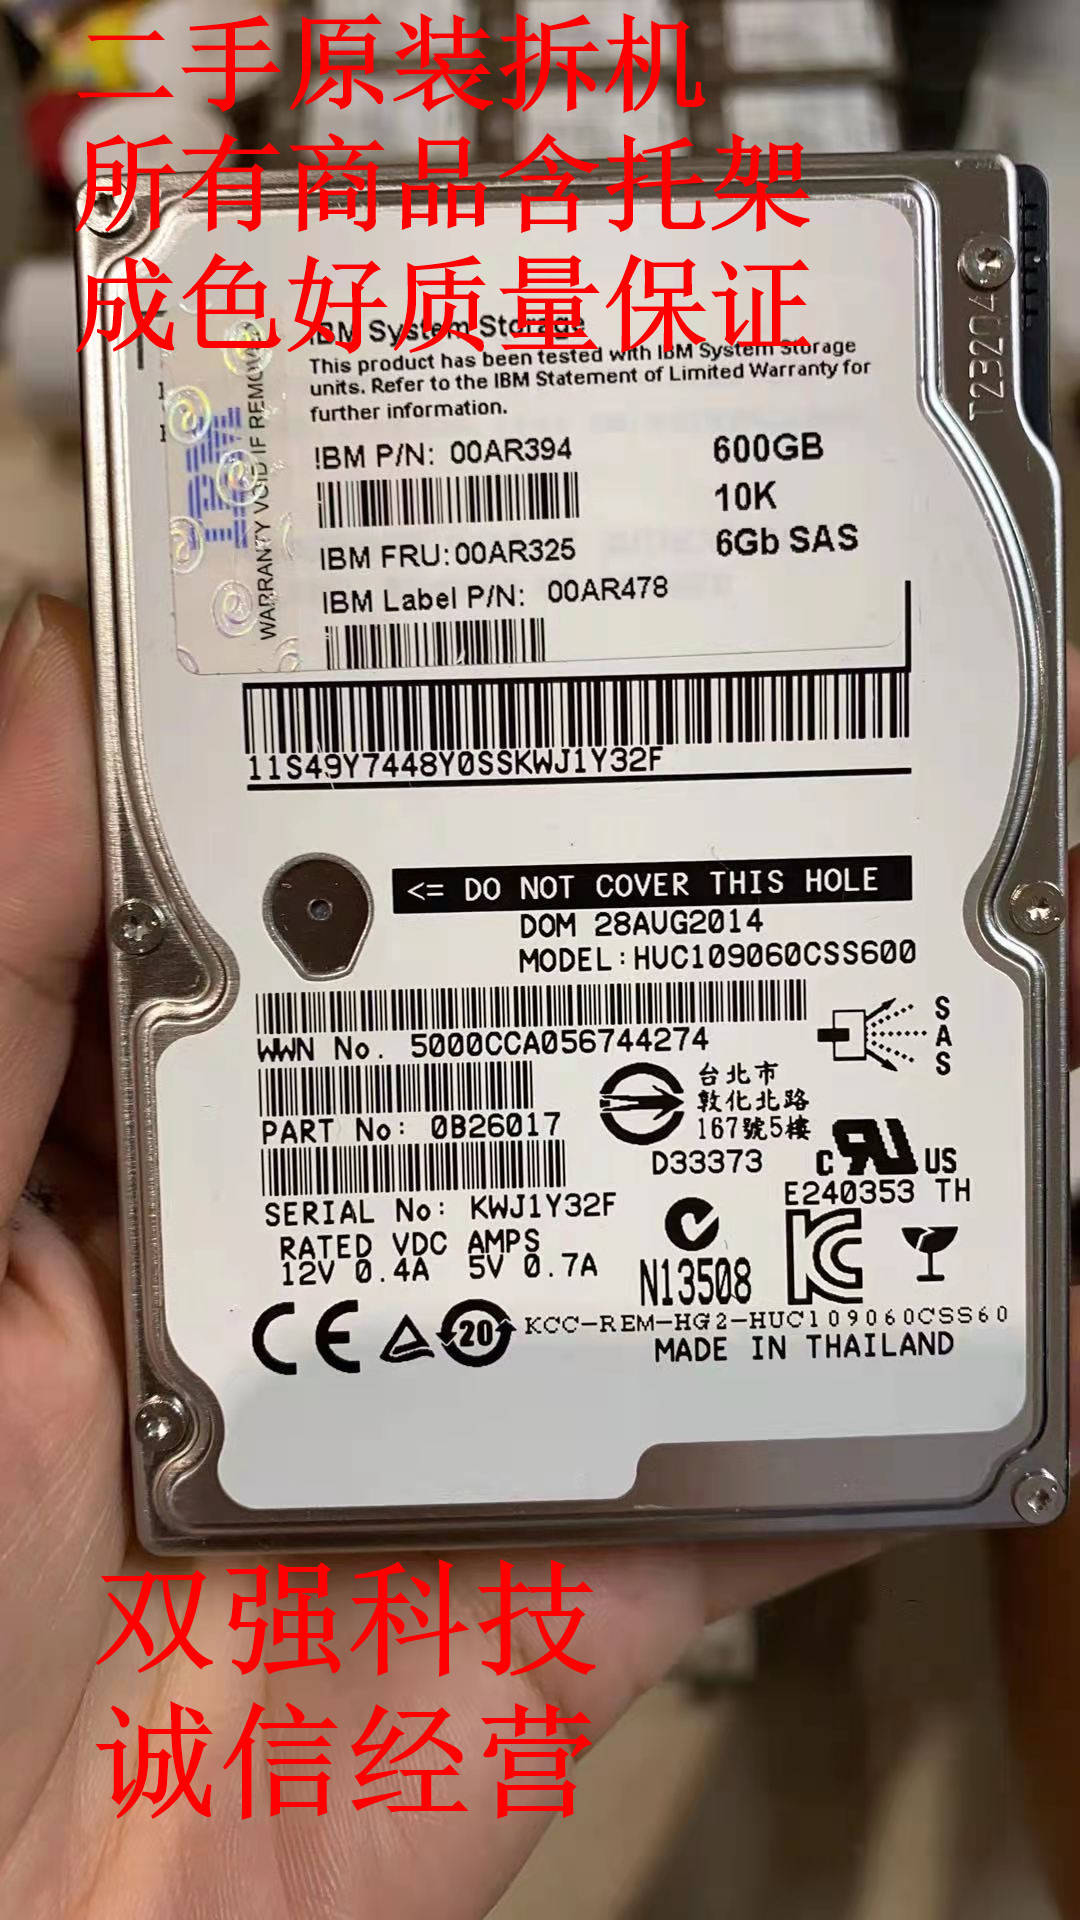 二手原装拆机
所有商品含托架
成色好质量保证
IBM System Storage
This product has been tested with IBM System Storage
units. Refer to the IBM Statement of Limited Warranty for
further information.
IBM P/N: 00AR394
600GB
10K
6Gb SAS
IBM FRU:00AR325
IBM Label P/N: 00AR478
IBM
WARRANTY VOID IF REMOVED
T23204
11S49Y7448Y0SSKWJ1Y32F
<= DO NOT COVER THIS HOLE
DOM 28AUG2014
MODEL:HUC109060CSS600
WWN No. 5000CCA056744274
SAS
PART No: 0B26017
台北市
敦化北路
167號5樓
D33373
C RU US
E240353 TH
SERIAL No: KWJ1Y32F
RATED VDC AMPS
12V 0.4A 5V 0.7A
N13508
CE
20
KCC-REM-HG2-HUC109060CSS60
MADE IN THAILAND
双强科技
诚信经营